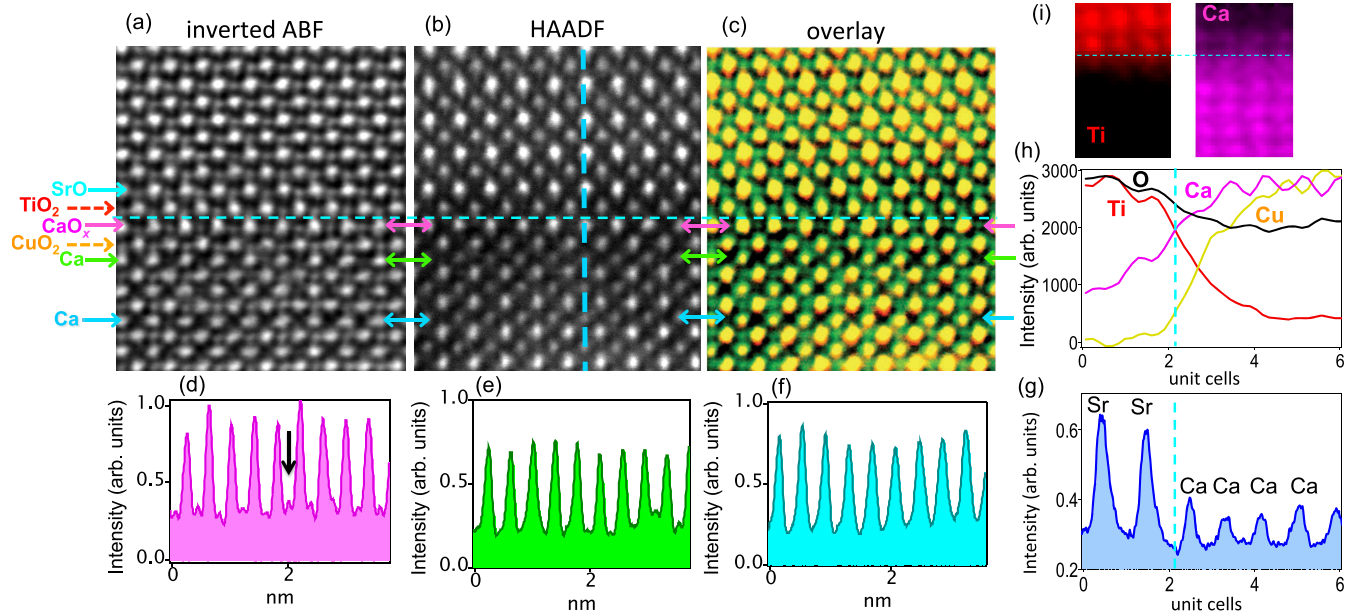 (a)
inverted ABF
(b)
HAADF
(c)
overlay
SrO
TiO₂
CaOₓ
CuO₂
Ca
Ca
(d)
Intensity (arb. units)
1.0
0.5
0.0
0
2
nm
(e)
Intensity (arb. units)
1.0
0.5
0.0
0
2
nm
(f)
Intensity (arb. units)
1.0
0.5
0.0
0
2
nm
(i)
Ti
Ca
(h)
Intensity (arb. units)
3000
2000
1000
0
O
Ti
Ca
Cu
0
2
4
6
unit cells
(g)
Intensity (arb. units)
0.6
0.4
0.2
Sr
Sr
Ca
Ca
Ca
Ca
0
2
4
6
unit cells